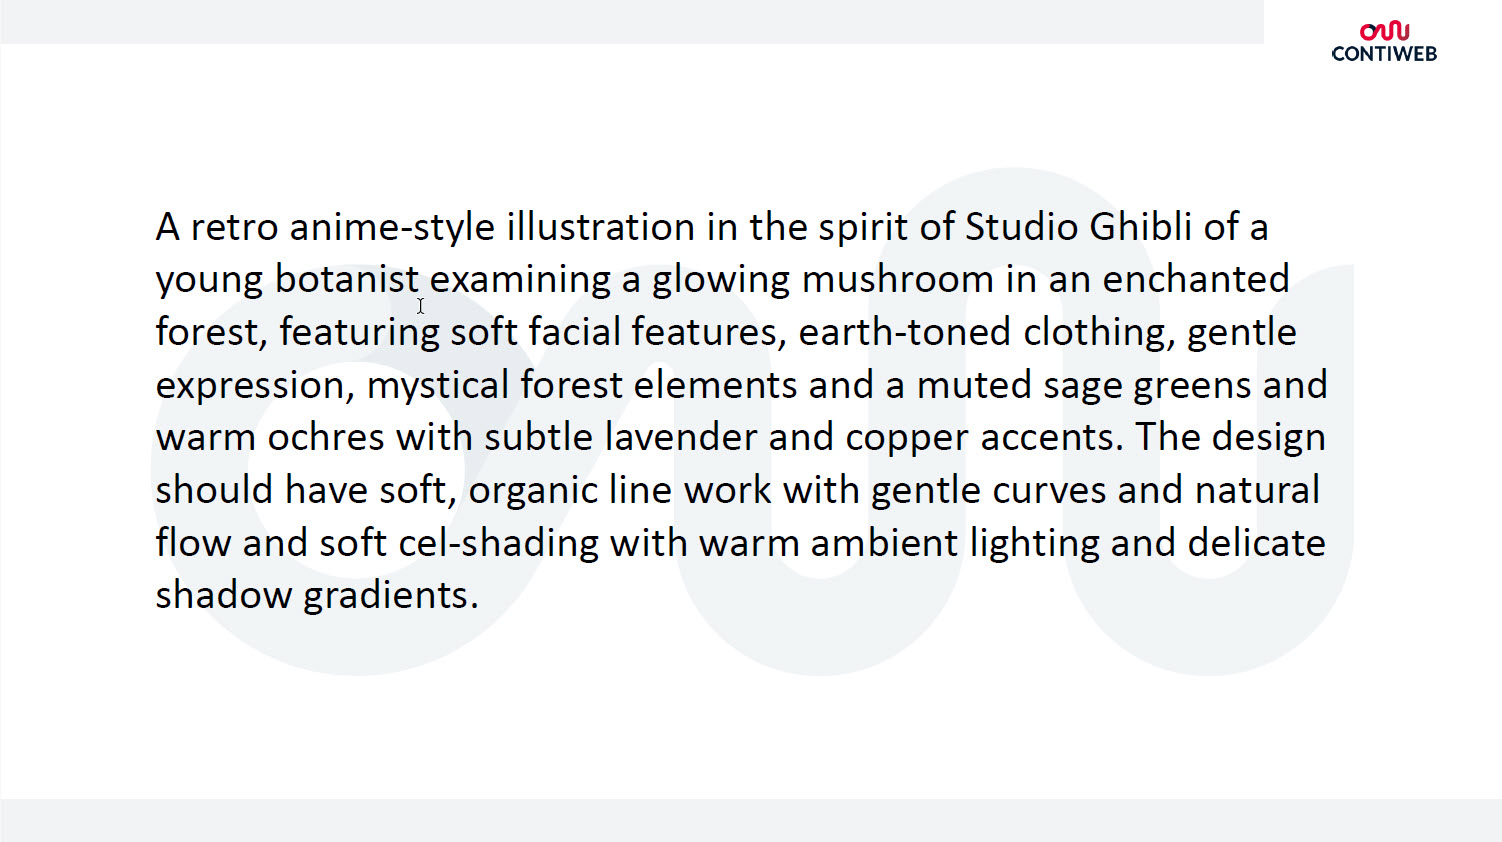 CONTIWEB
A retro anime-style illustration in the spirit of Studio Ghibli of a
young botanist examining a glowing mushroom in an enchanted
forest, featuring soft facial features, earth-toned clothing, gentle
expression, mystical forest elements and a muted sage greens and
warm ochres with subtle lavender and copper accents. The design
should have soft, organic line work with gentle curves and natural
flow and soft cel-shading with warm ambient lighting and delicate
shadow gradients.